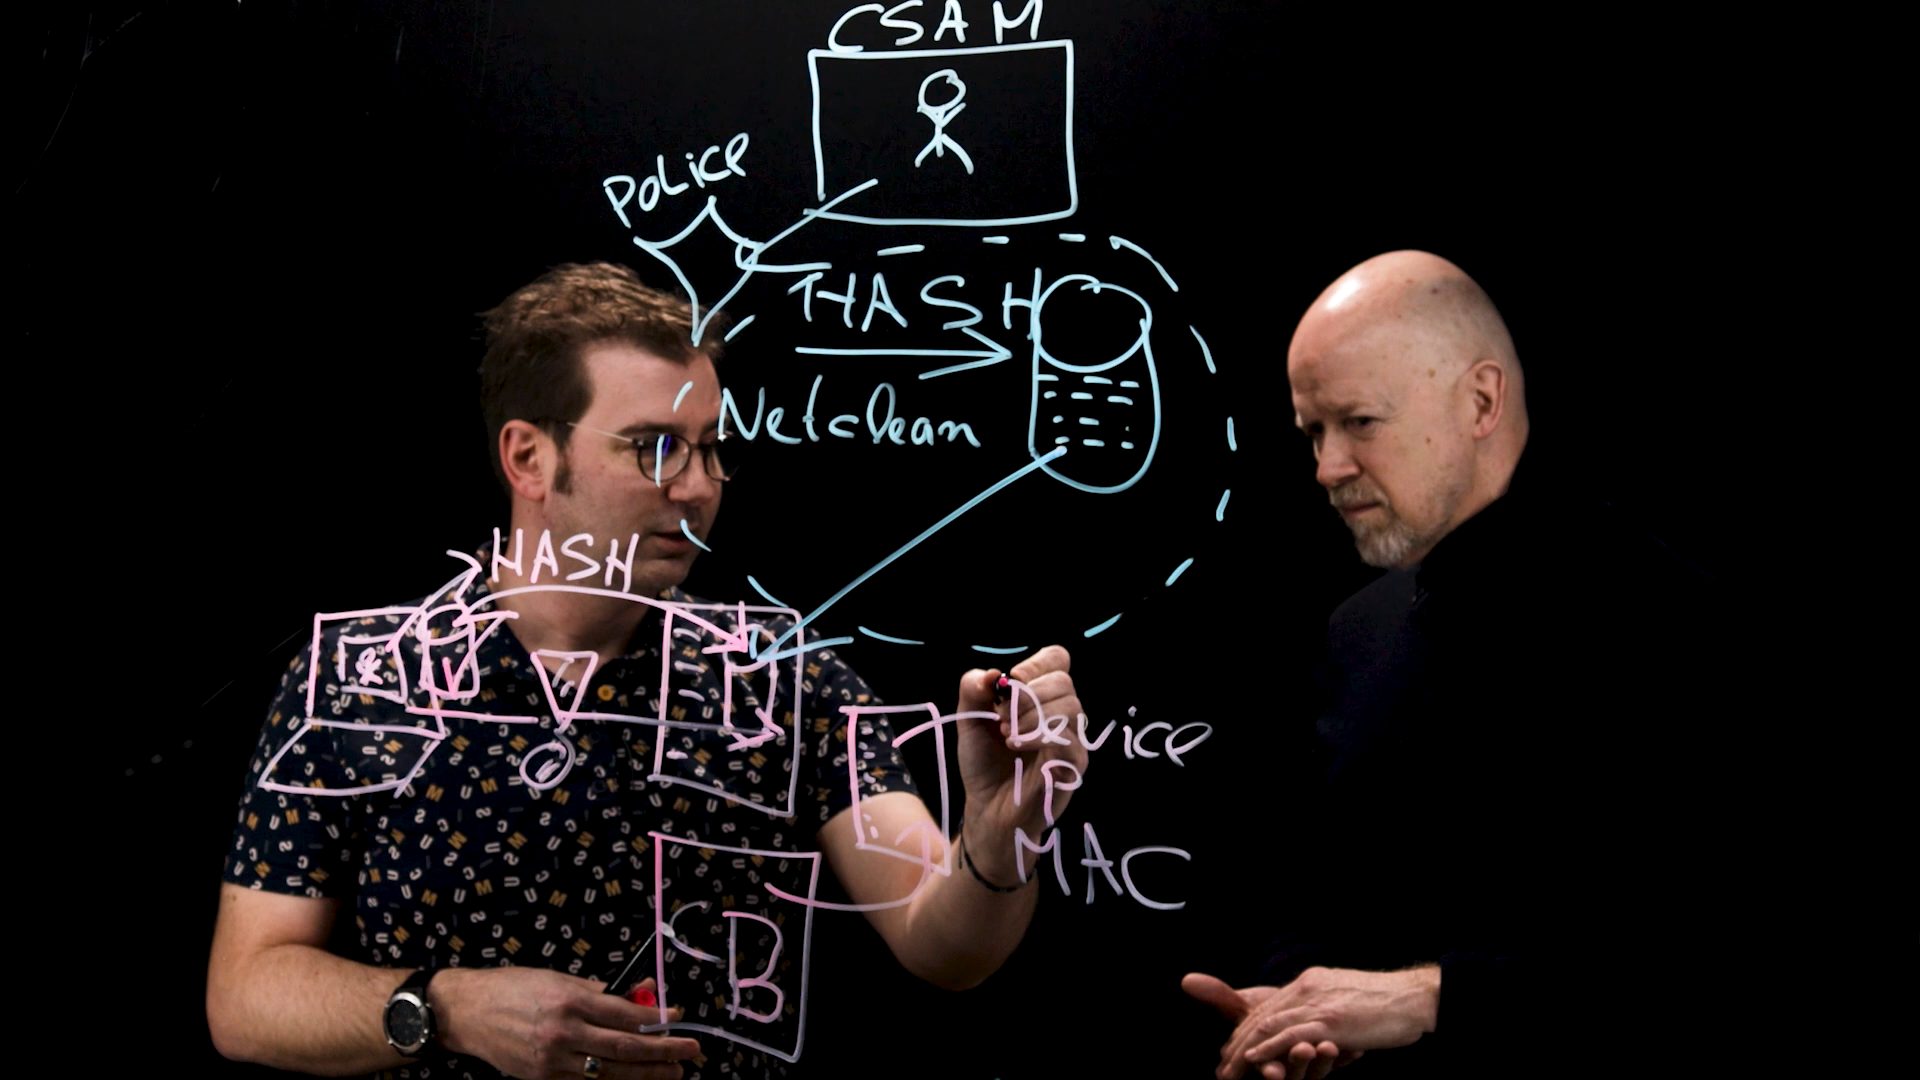 CSAM
POLICE
HASH
Netclean
HASH
Device
IP
MAC
CB